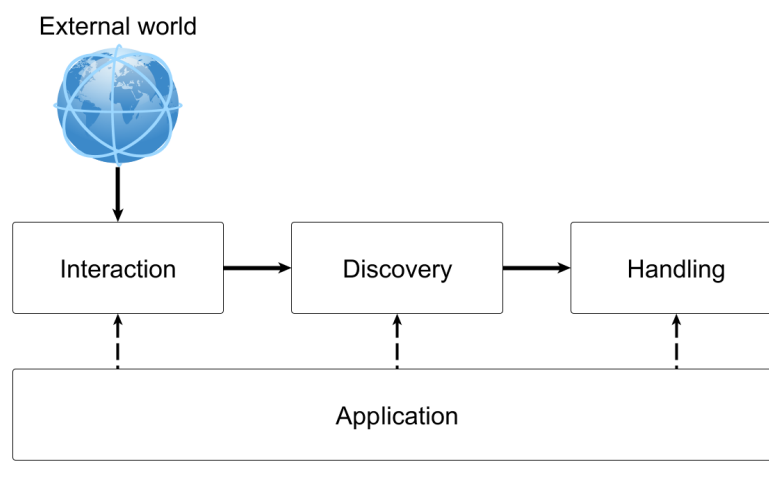 External world
Interaction
Discovery
Handling
Application